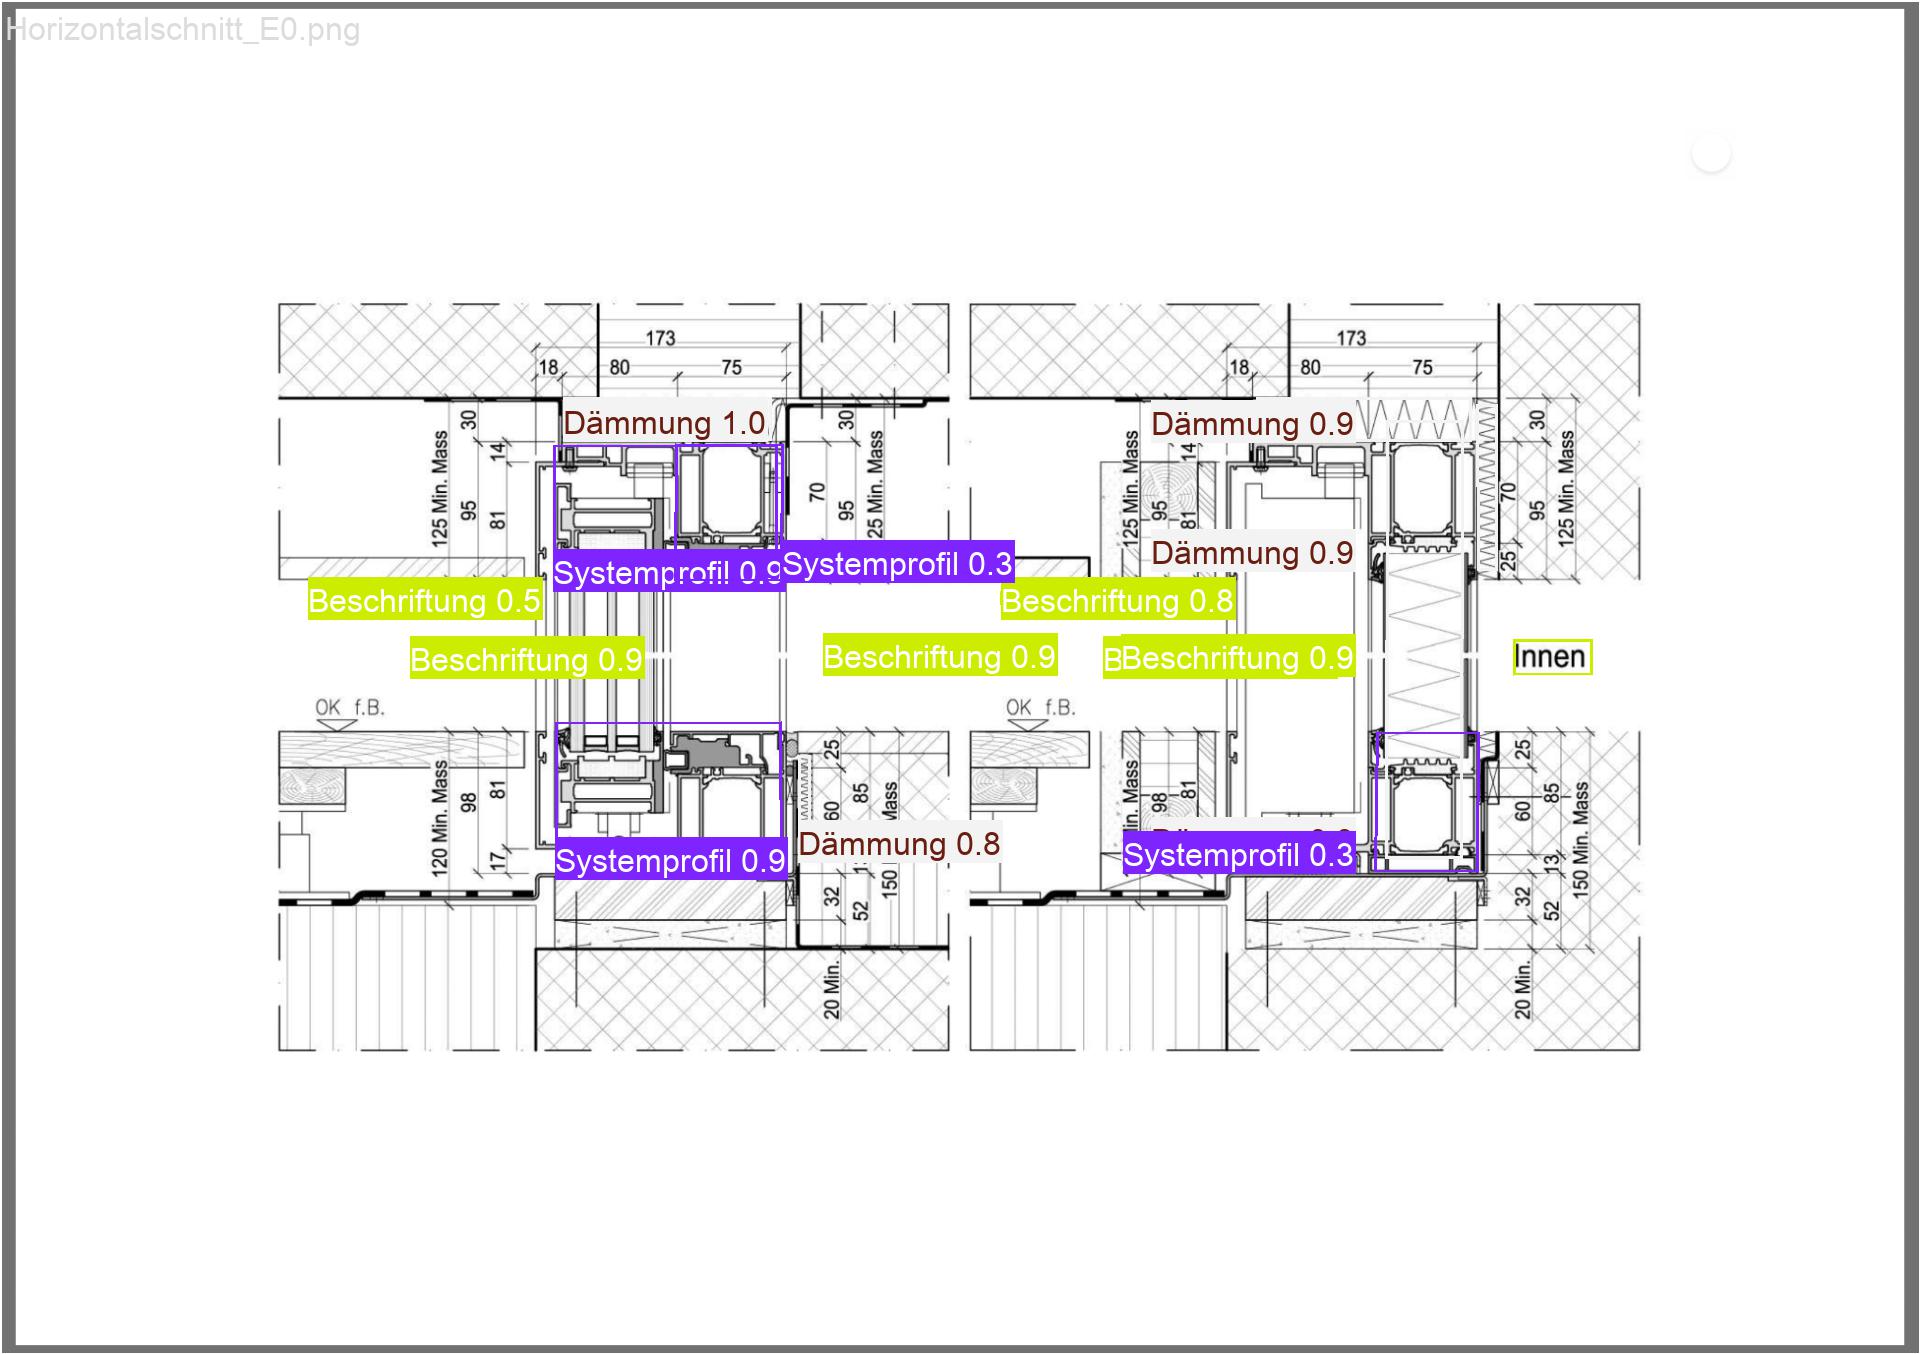 Horizontalschnitt_E0.png
173
18 80 75
173
18 80 75
Dämmung 1.0
Dämmung 0.9
30
14
125 Min. Mass
95
81
30
70
95
25 Min. Mass
14
125 Min. Mass
95
81
30
70
95
125 Min. Mass
25
Dämmung 0.9
Systemprofil 0.9
Systemprofil 0.3
Beschriftung 0.5
Beschriftung 0.8
Beschriftung 0.9
Beschriftung 0.9
B
Beschriftung 0.9
Innen
OK f.B.
OK f.B.
120 Min. Mass
98
81
17
25
60
85
150 Min. Mass
32
52
20 Min.
Dämmung 0.8
Systemprofil 0.9
Min. Mass
98
81
Systemprofil 0.3
25
60
85
150 Min. Mass
13
32
52
20 Min.